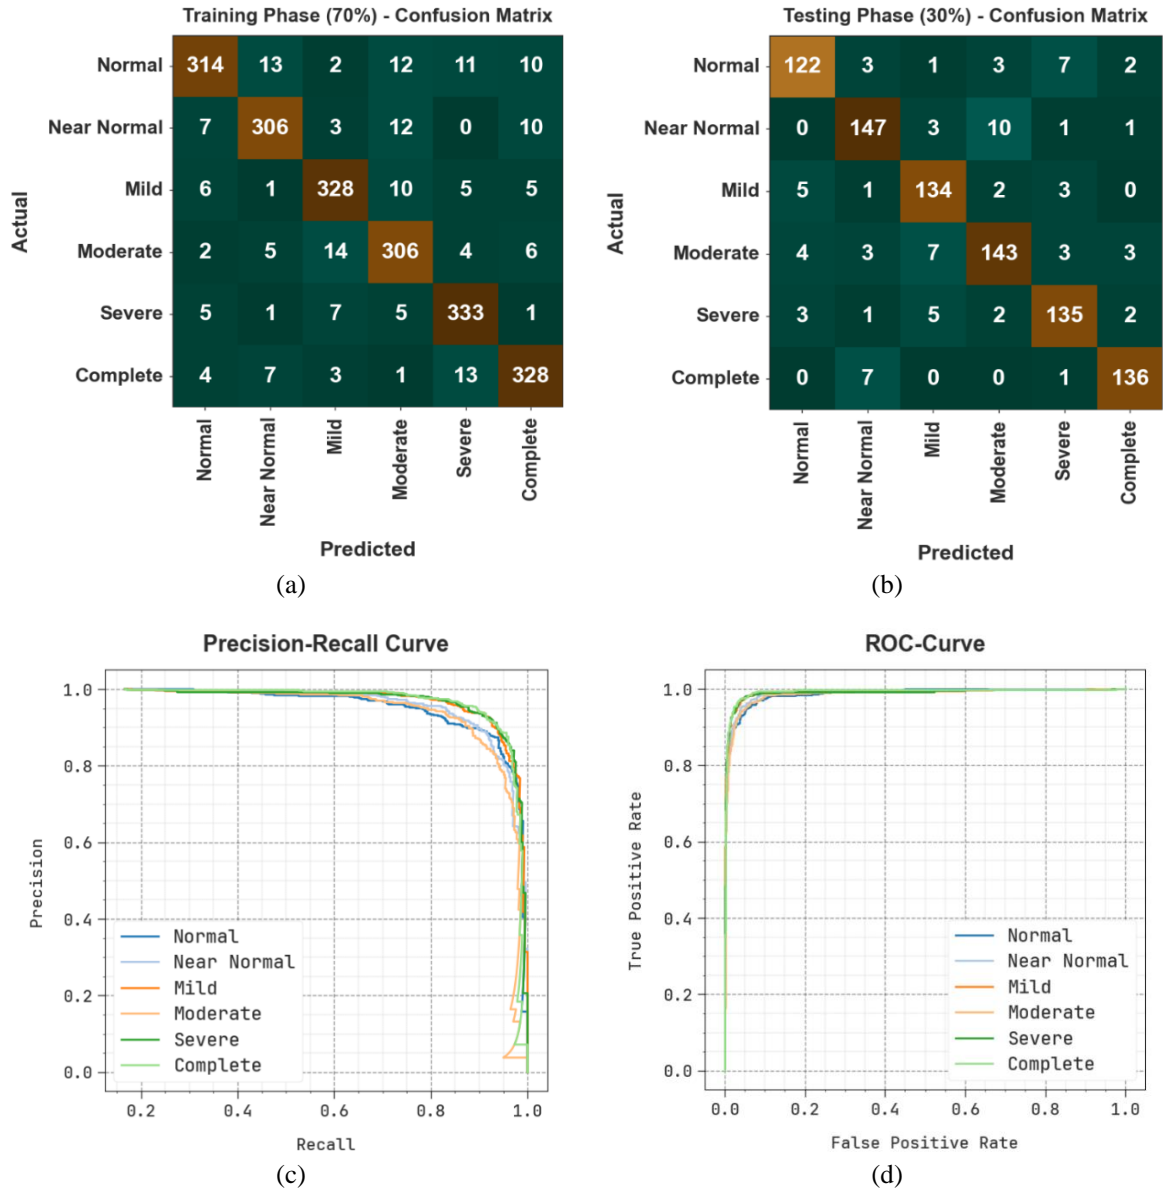 Training Phase (70%) - Confusion Matrix
Actual
Normal 314 13 2 12 11 10
Near Normal 7 306 3 12 0 10
Mild 6 1 328 10 5 5
Moderate 2 5 14 306 4 6
Severe 5 1 7 5 333 1
Complete 4 7 3 1 13 328
Normal Near Normal Mild Moderate Severe Complete
Predicted
(a)
Testing Phase (30%) - Confusion Matrix
Actual
Normal 122 3 1 3 7 2
Near Normal 0 147 3 10 1 1
Mild 5 1 134 2 3 0
Moderate 4 3 7 143 3 3
Severe 3 1 5 2 135 2
Complete 0 7 0 0 1 136
Normal Near Normal Mild Moderate Severe Complete
Predicted
(b)
Precision-Recall Curve
Precision
1.0
0.8
0.6
0.4
0.2
0.0
Normal
Near Normal
Mild
Moderate
Severe
Complete
0.2 0.4 0.6 0.8 1.0
Recall
(c)
ROC-Curve
True Positive Rate
1.0
0.8
0.6
0.4
0.2
0.0
Normal
Near Normal
Mild
Moderate
Severe
Complete
0.0 0.2 0.4 0.6 0.8 1.0
False Positive Rate
(d)